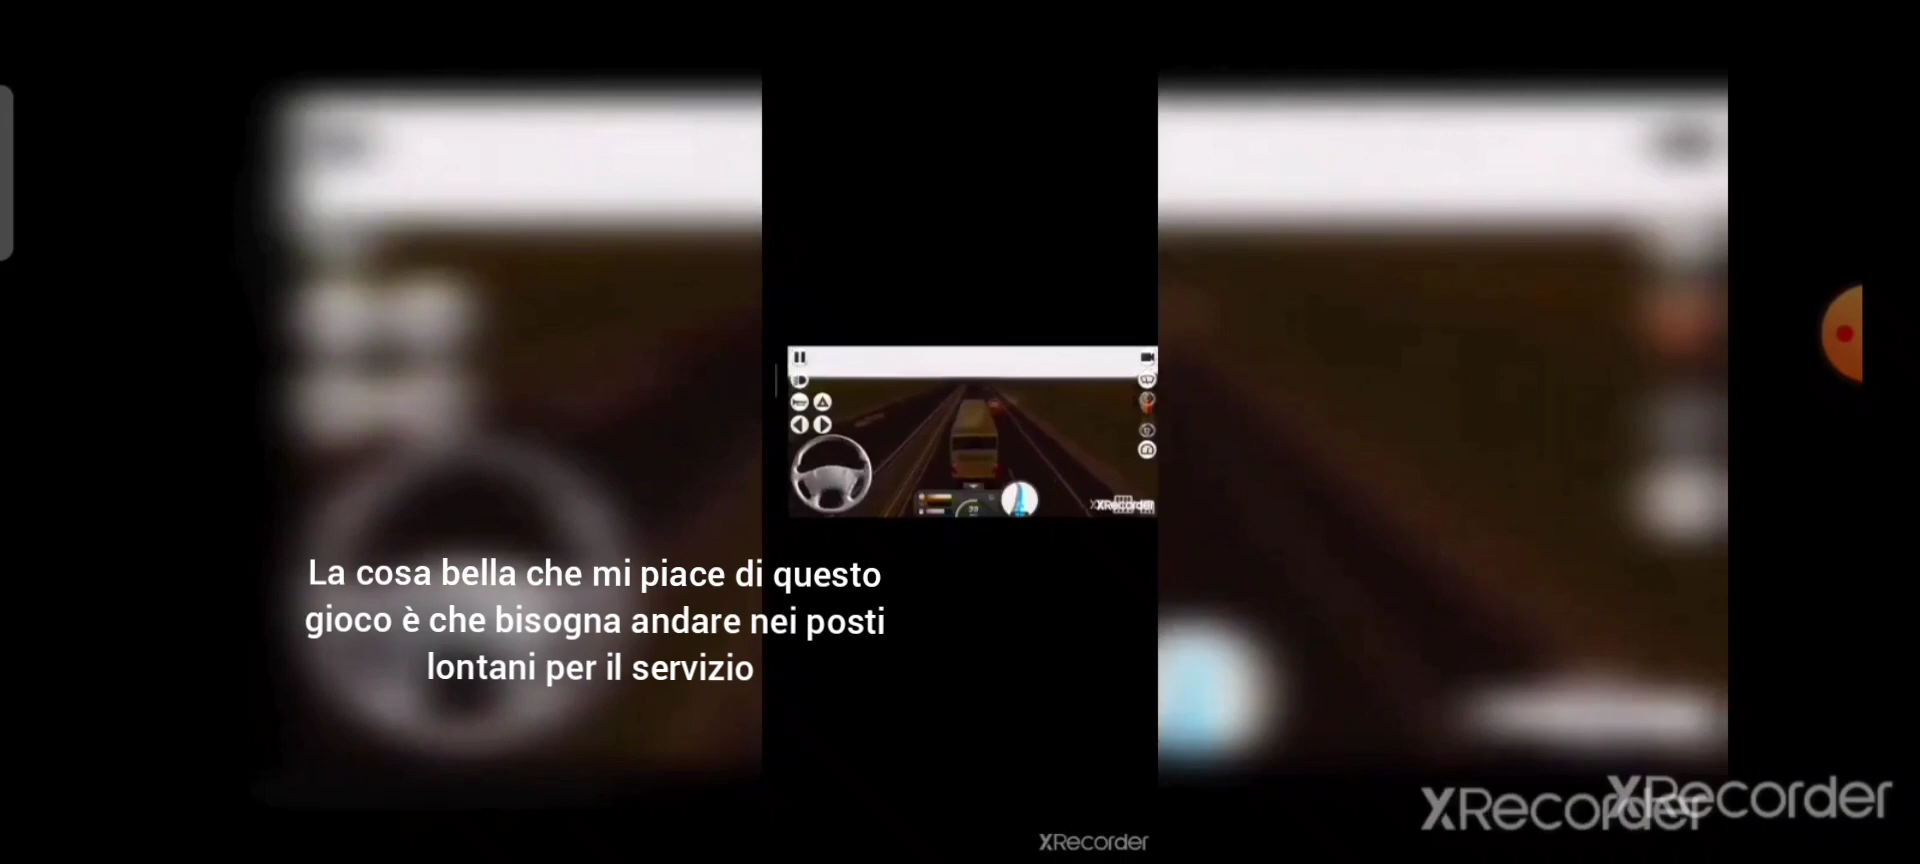 XRecorder
La cosa bella che mi piace di questo
gioco è che bisogna andare nei posti
lontani per il servizio
XRecorder
XRecorder
XRecorder